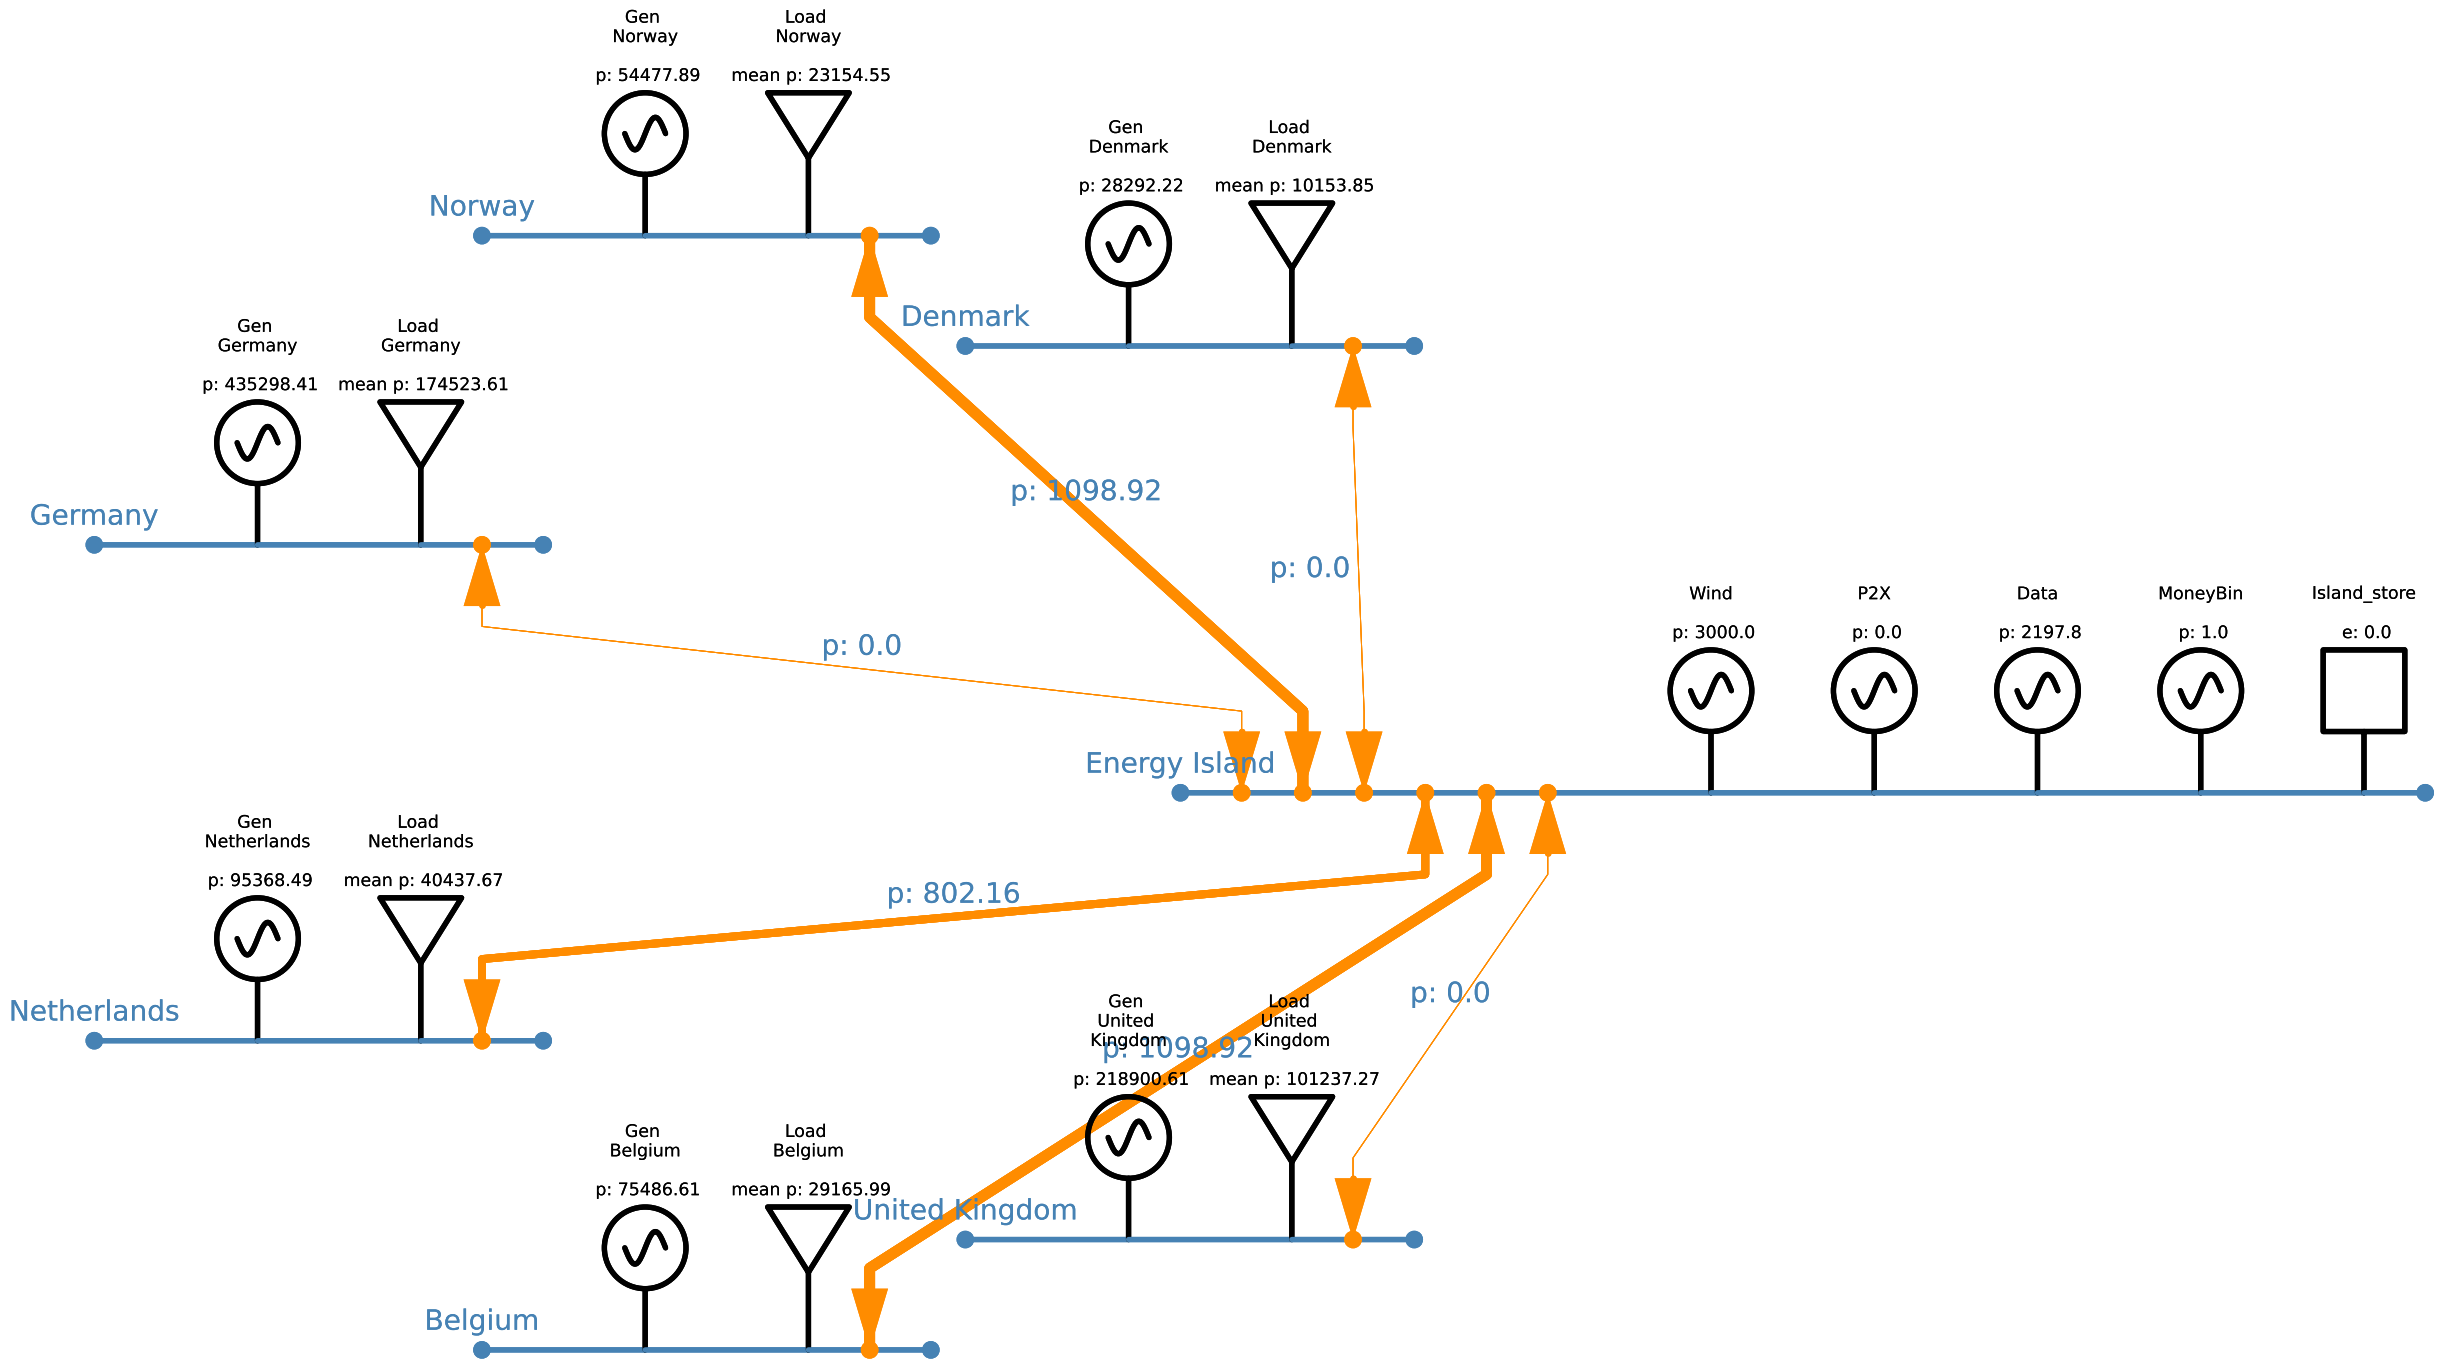 Gen
Norway
p: 54477.89
Load
Norway
mean p: 23154.55
Norway
Gen
Denmark
p: 28292.22
Load
Denmark
mean p: 10153.85
Denmark
Gen
Germany
p: 435298.41
Load
Germany
mean p: 174523.61
Germany
p: 1098.92
p: 0.0
p: 0.0
Wind
p: 3000.0
P2X
p: 0.0
Data
p: 2197.8
MoneyBin
p: 1.0
Island_store
e: 0.0
Energy Island
Gen
Netherlands
p: 95368.49
Load
Netherlands
mean p: 40437.67
Netherlands
p: 802.16
p: 0.0
Gen
United
Kingdom
p: 218900.61
Load
United
Kingdom
mean p: 101237.27
p: 1098.92
United Kingdom
Gen
Belgium
p: 75486.61
Load
Belgium
mean p: 29165.99
Belgium